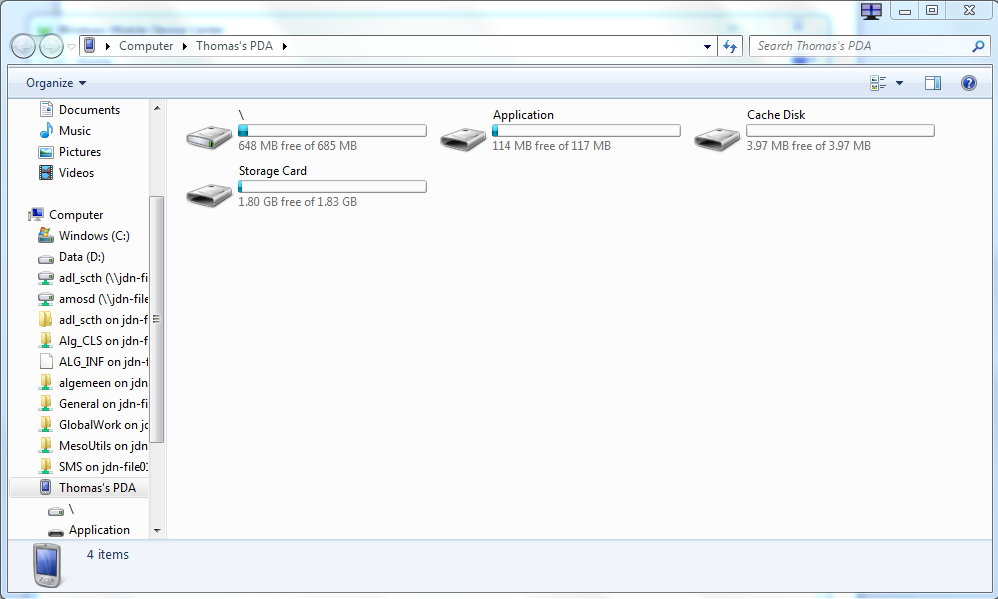 Computer
Thomas's PDA
Search Thomas's PDA
Organize
Documents
Music
Pictures
Videos
Computer
Windows (C:)
Data (D:)
adl_scth (\\jdn-fi
amosd (\\jdn-file
adl_scth on jdn-f
Alg_CLS on jdn-f
ALG_INF on jdn-f
algemeen on jdn
General on jdn-fi
GlobalWork on jd
MesoUtils on jdn
SMS on jdn-file01
Thomas's PDA
\
Application
\
648 MB free of 685 MB
Application
114 MB free of 117 MB
Cache Disk
3.97 MB free of 3.97 MB
Storage Card
1.80 GB free of 1.83 GB
4 items